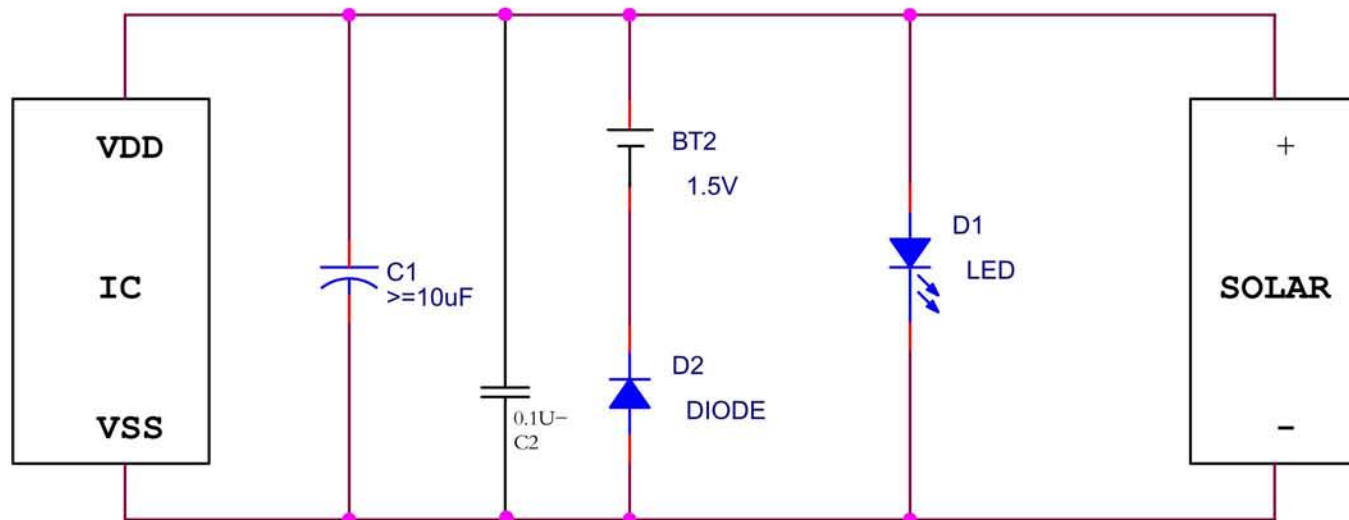 VDD
IC
VSS
C1
>=10uF
0.1U-
C2
BT2
1.5V
D2
DIODE
D1
LED
+
SOLAR
-